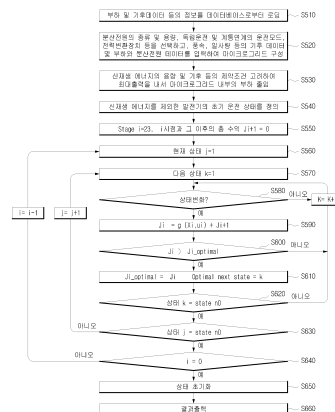 부하 및 기후데이터 등의 정보를 데이터베이스로부터 로딩
S510
분산전원의 종류 및 용량, 독립운전 및 계통연계의 운전모드,
전력변환장치 등을 선택하고, 풍속, 일사량 등의 기후 데이터
및 부하와 분산전원 데이터를 입력하여 마이크로그리드 구성
S520
신재생 에너지의 용량 및 기후 등의 제약조건 고려하여
최대출력을 내서 마이크로그리드 내부의 부하 졸입
S530
신재생 에너지를 제외한 발전기의 초기 운전 상태를 정의
S540
Stage i=23, i시점과 그 이후의 총 수익 Ji+1 = 0
S550
현재 상태 j=1
S560
다음 상태 k=1
S570
상태변화?
S580
아니오
예
i= i-1
j= j+1
K= K+
Ji = g (Xi,ui) + Ji+1
S590
Ji > Ji_optimal
S600
아니오
예
Ji_optimal = Ji Optimal next state = k
S610
상태 k = state n0
S620
아니오
예
상태 j = state n0
S630
아니오
예
i = 0
S640
아니오
예
상태 초기화
S650
결과출력
S660